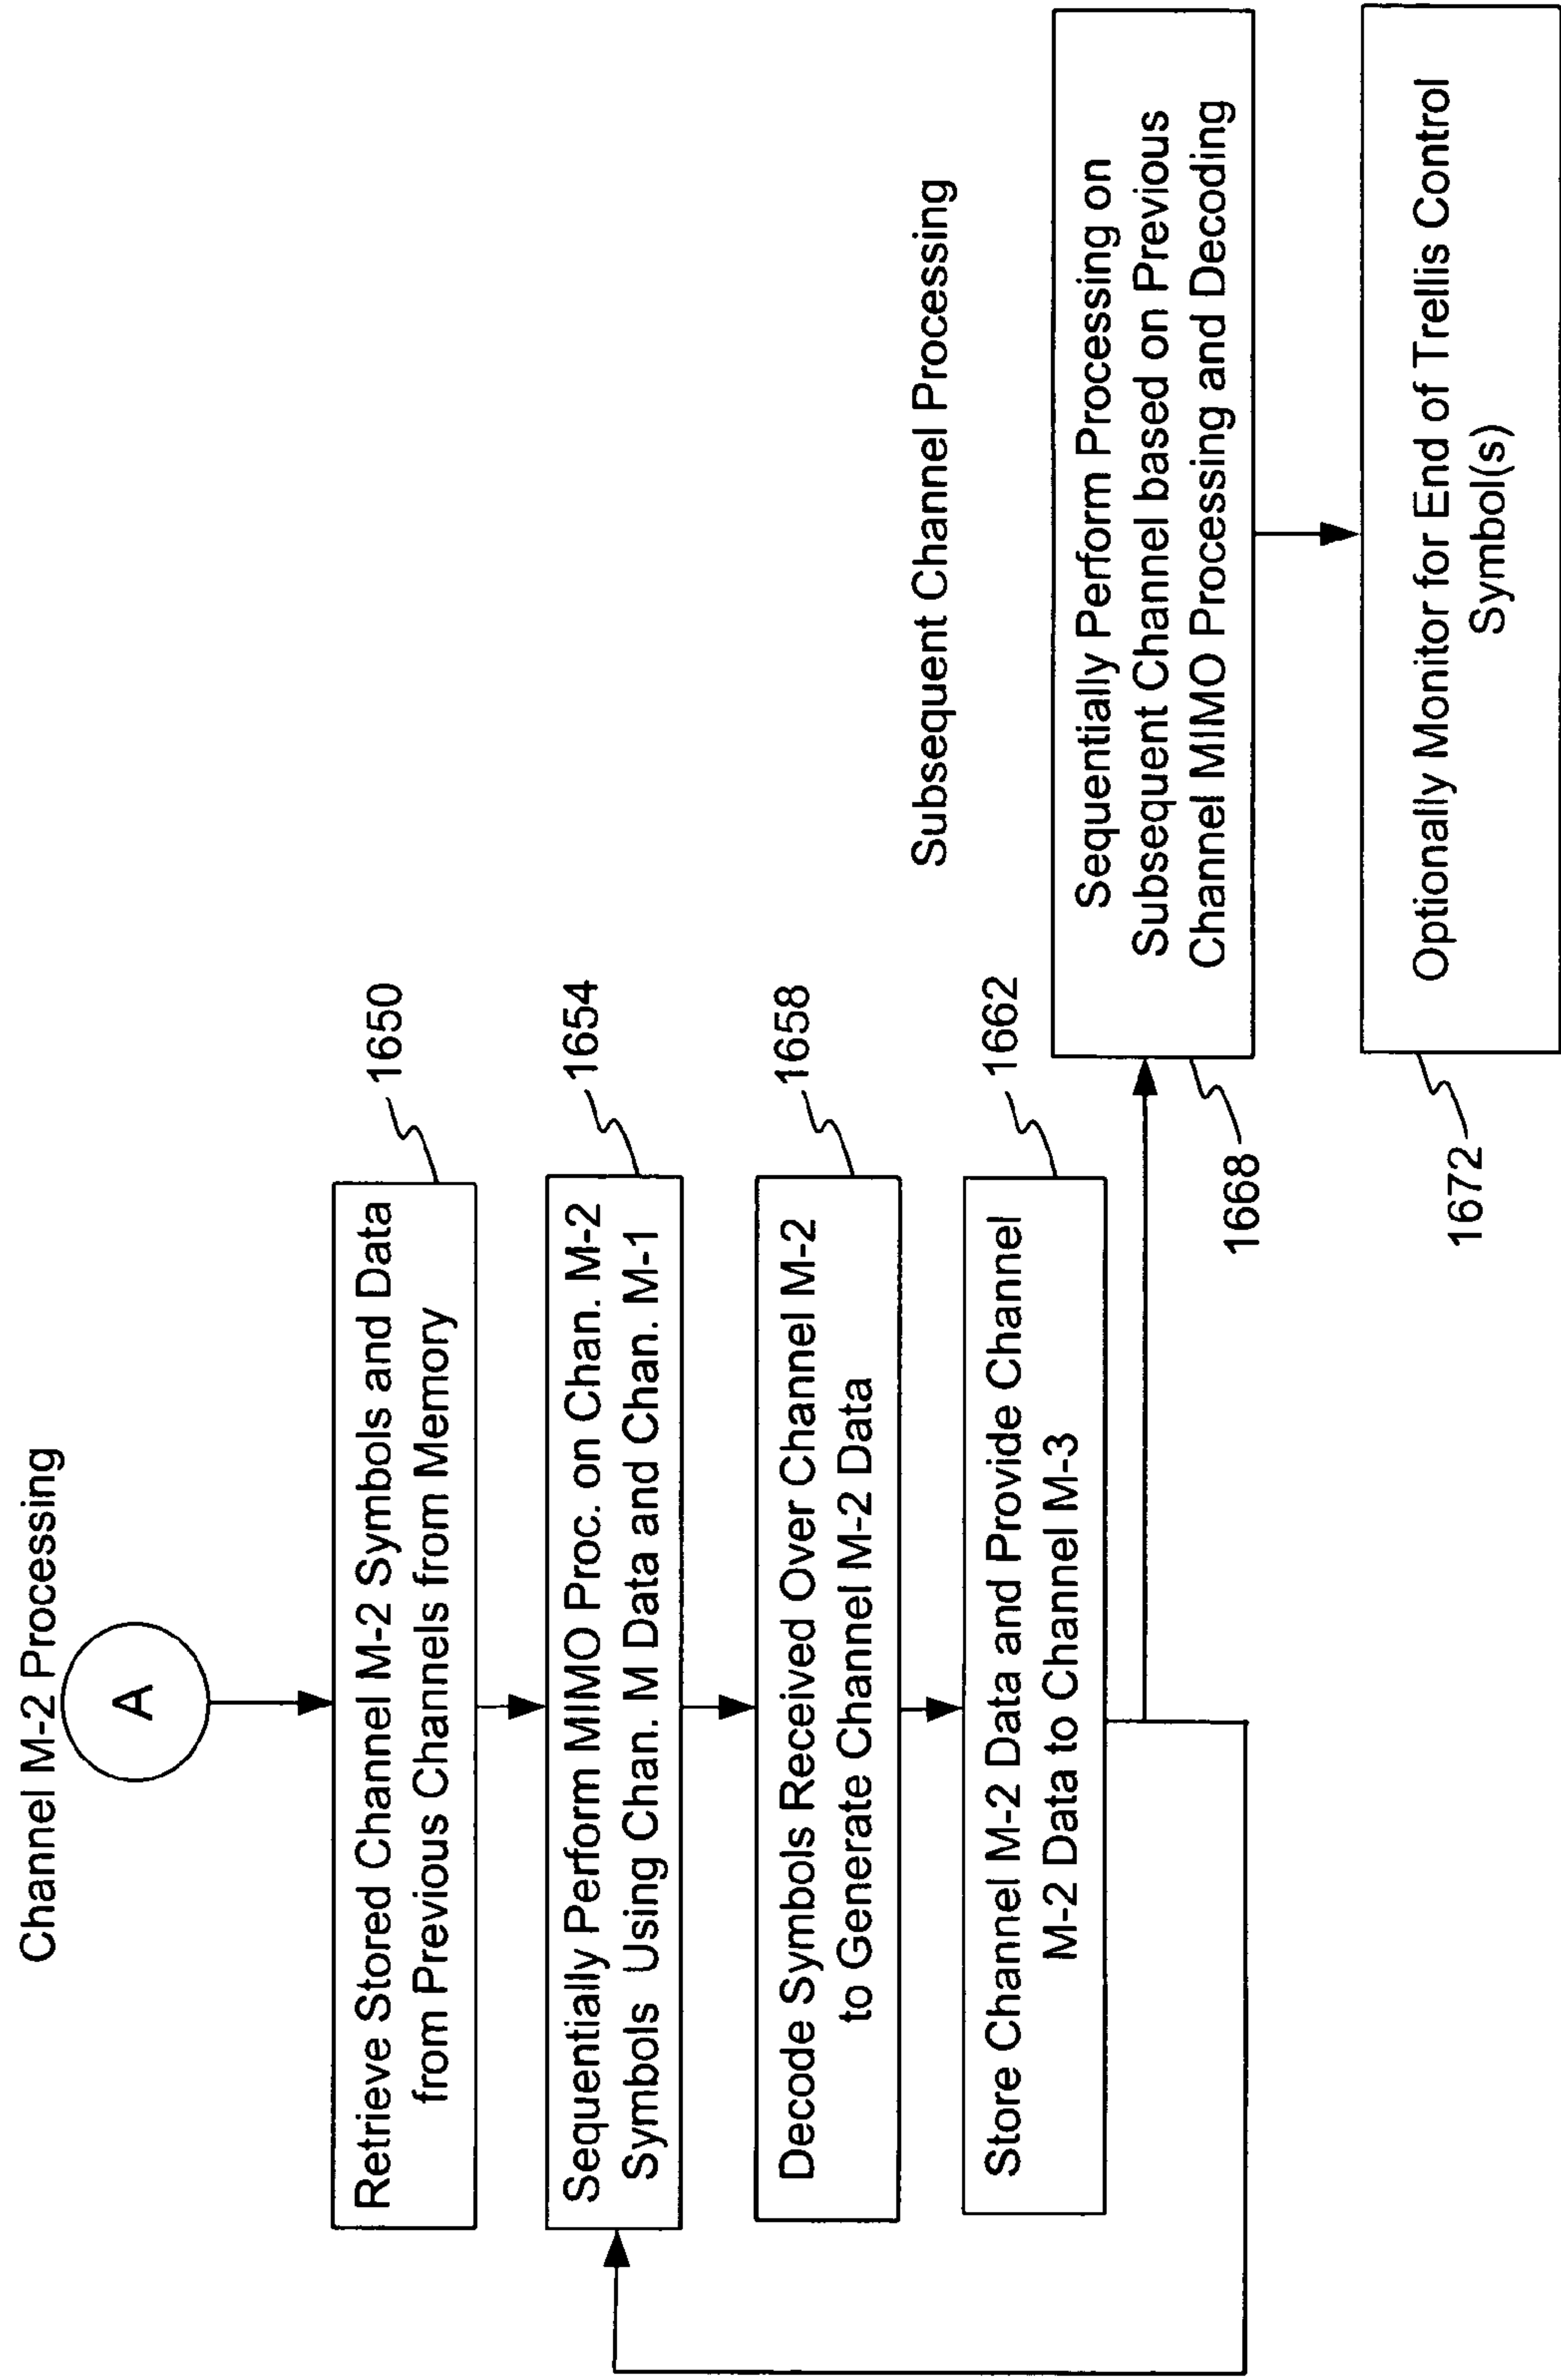 Channel M-2 Processing
A
Retrieve Stored Channel M-2 Symbols and Data
from Previous Channels from Memory
1650
Sequentially Perform MIMO Proc. on Chan. M-2
Symbols Using Chan. M Data and Chan. M-1
1654
Decode Symbols Received Over Channel M-2
to Generate Channel M-2 Data
1658
Store Channel M-2 Data and Provide Channel
M-2 Data to Channel M-3
1662
Subsequent Channel Processing
Sequentially Perform Processing on
Subsequent Channel based on Previous
Channel MIMO Processing and Decoding
1668
Optionally Monitor for End of Trellis Control
Symbol(s)
1672